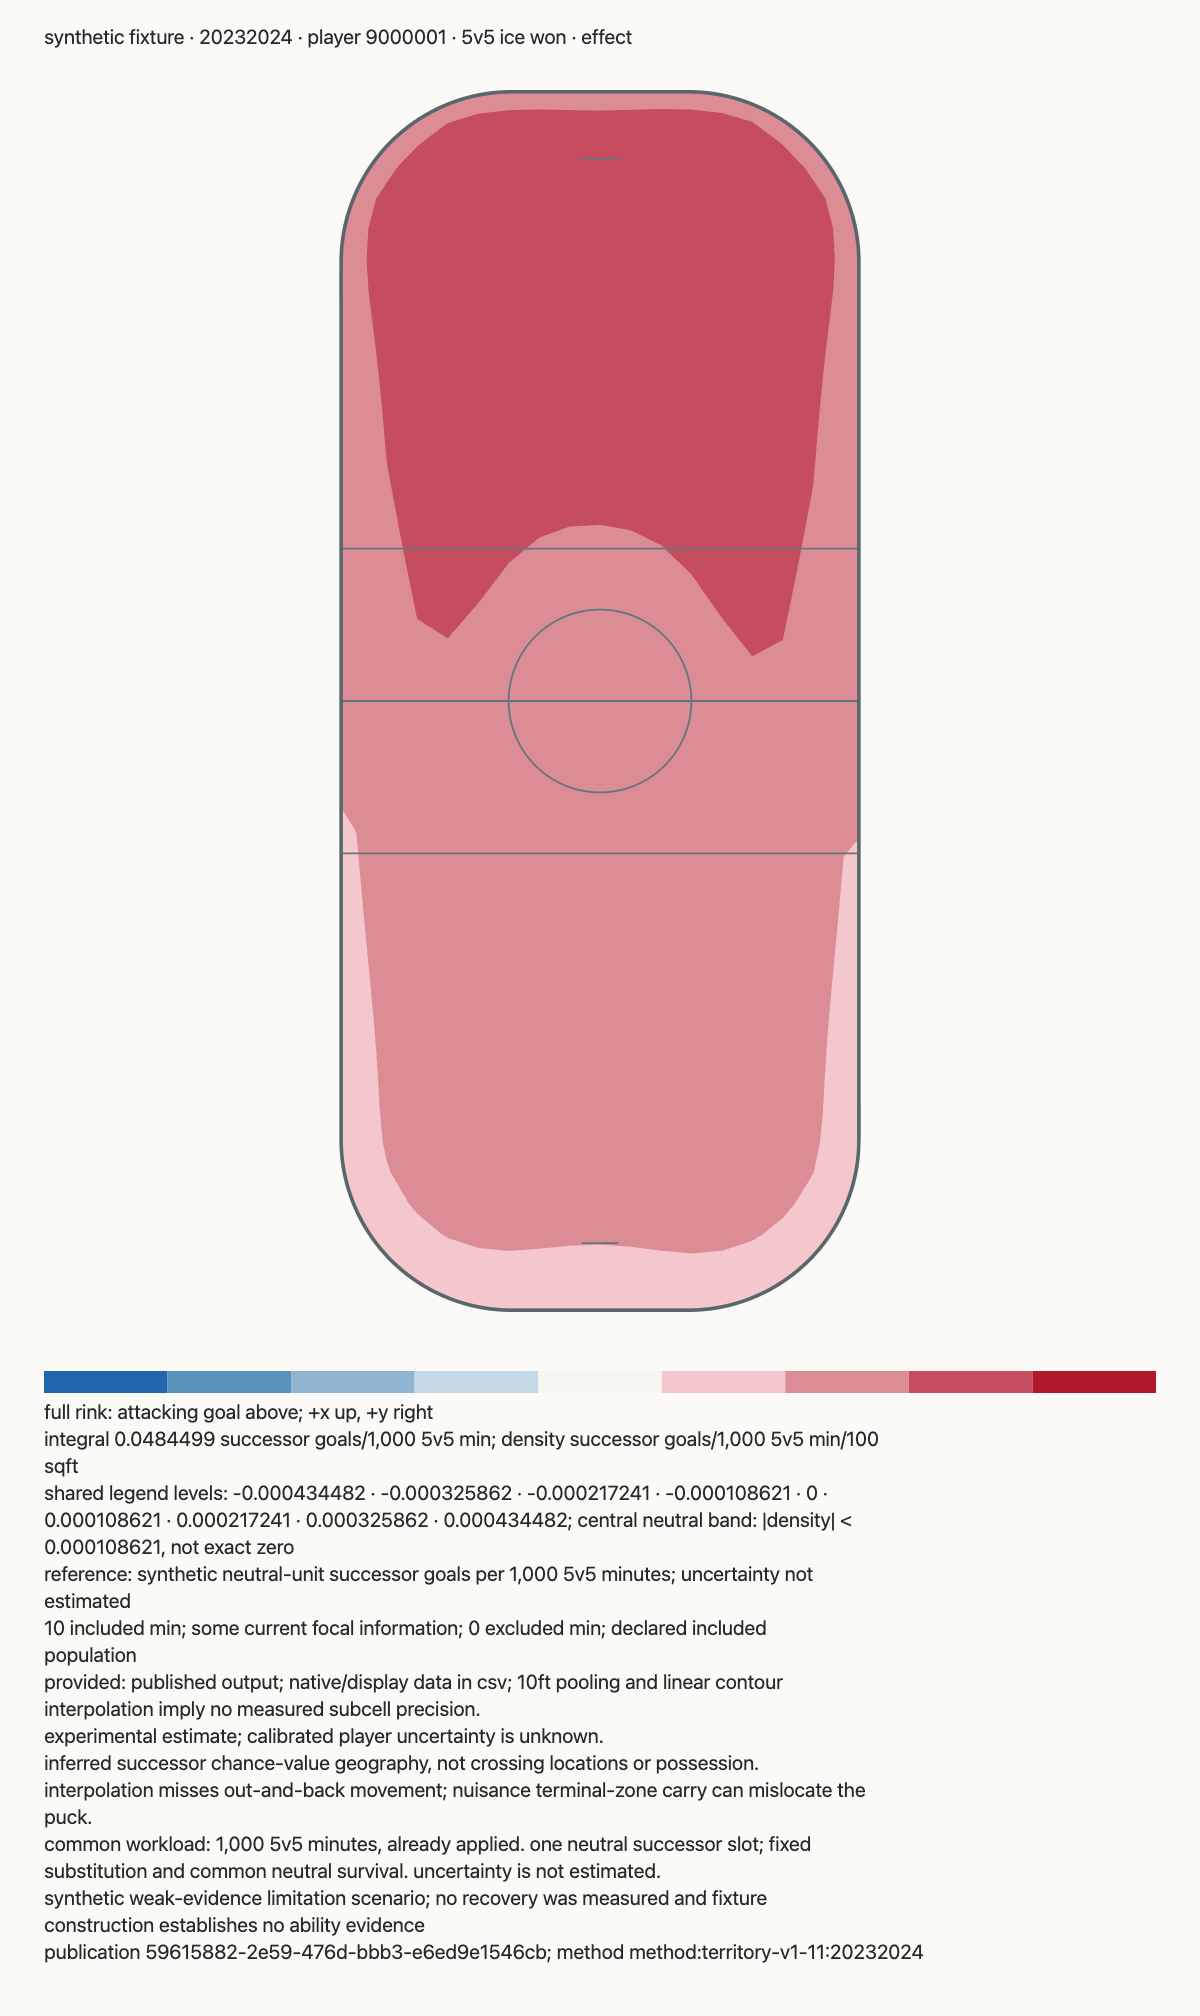 synthetic fixture · 20232024 · player 9000001 · 5v5 ice won · effect
full rink: attacking goal above; +x up, +y right
integral 0.0484499 successor goals/1,000 5v5 min; density successor goals/1,000 5v5 min/100
sqft
shared legend levels: -0.000434482 · -0.000325862 · -0.000217241 · -0.000108621 · 0 ·
0.000108621 · 0.000217241 · 0.000325862 · 0.000434482; central neutral band: |density| <
0.000108621, not exact zero
reference: synthetic neutral-unit successor goals per 1,000 5v5 minutes; uncertainty not
estimated
10 included min; some current focal information; 0 excluded min; declared included
population
provided: published output; native/display data in csv; 10ft pooling and linear contour
interpolation imply no measured subcell precision.
experimental estimate; calibrated player uncertainty is unknown.
inferred successor chance-value geography, not crossing locations or possession.
interpolation misses out-and-back movement; nuisance terminal-zone carry can mislocate the
puck.
common workload: 1,000 5v5 minutes, already applied. one neutral successor slot; fixed
substitution and common neutral survival. uncertainty is not estimated.
synthetic weak-evidence limitation scenario; no recovery was measured and fixture
construction establishes no ability evidence
publication 59615882-2e59-476d-bbb3-e6ed9e1546cb; method method:territory-v1-11:20232024